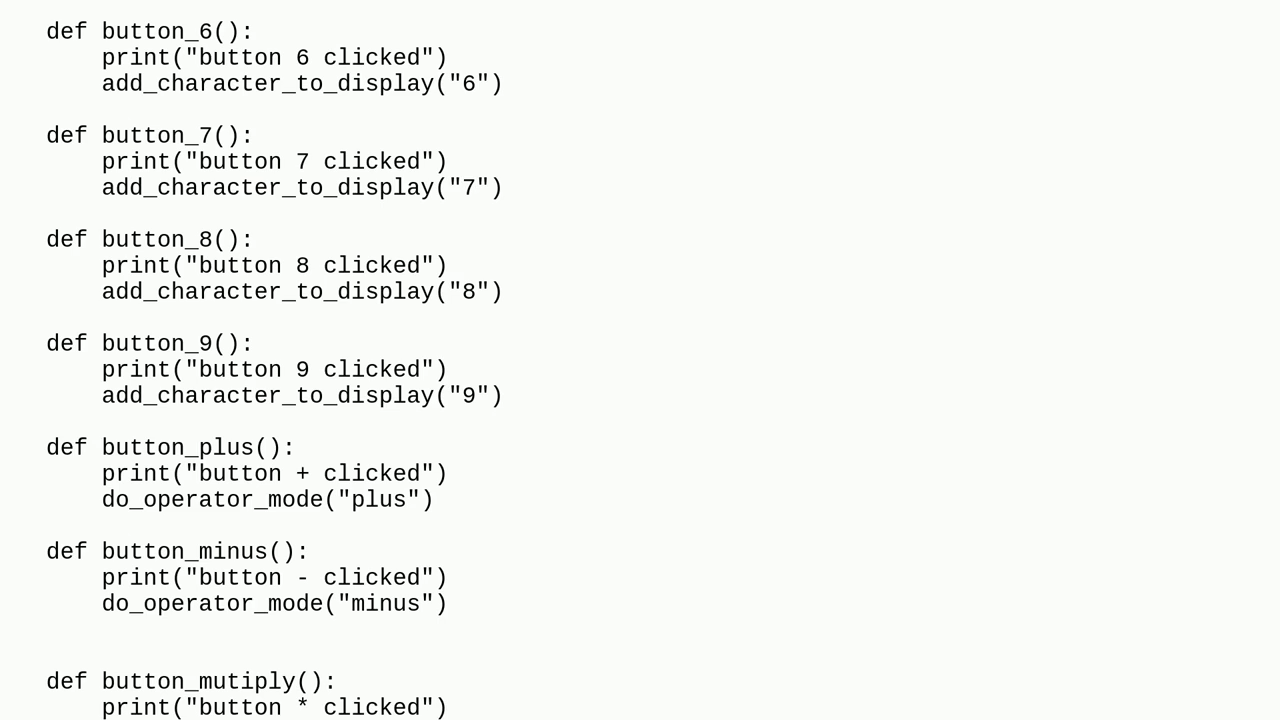 def button_6():
    print("button 6 clicked")
    add_character_to_display("6")
def button_7():
    print("button 7 clicked")
    add_character_to_display("7")
def button_8():
    print("button 8 clicked")
    add_character_to_display("8")
def button_9():
    print("button 9 clicked")
    add_character_to_display("9")
def button_plus():
    print("button + clicked")
    do_operator_mode("plus")
def button_minus():
    print("button - clicked")
    do_operator_mode("minus")
def button_mutiply():
    print("button * clicked")